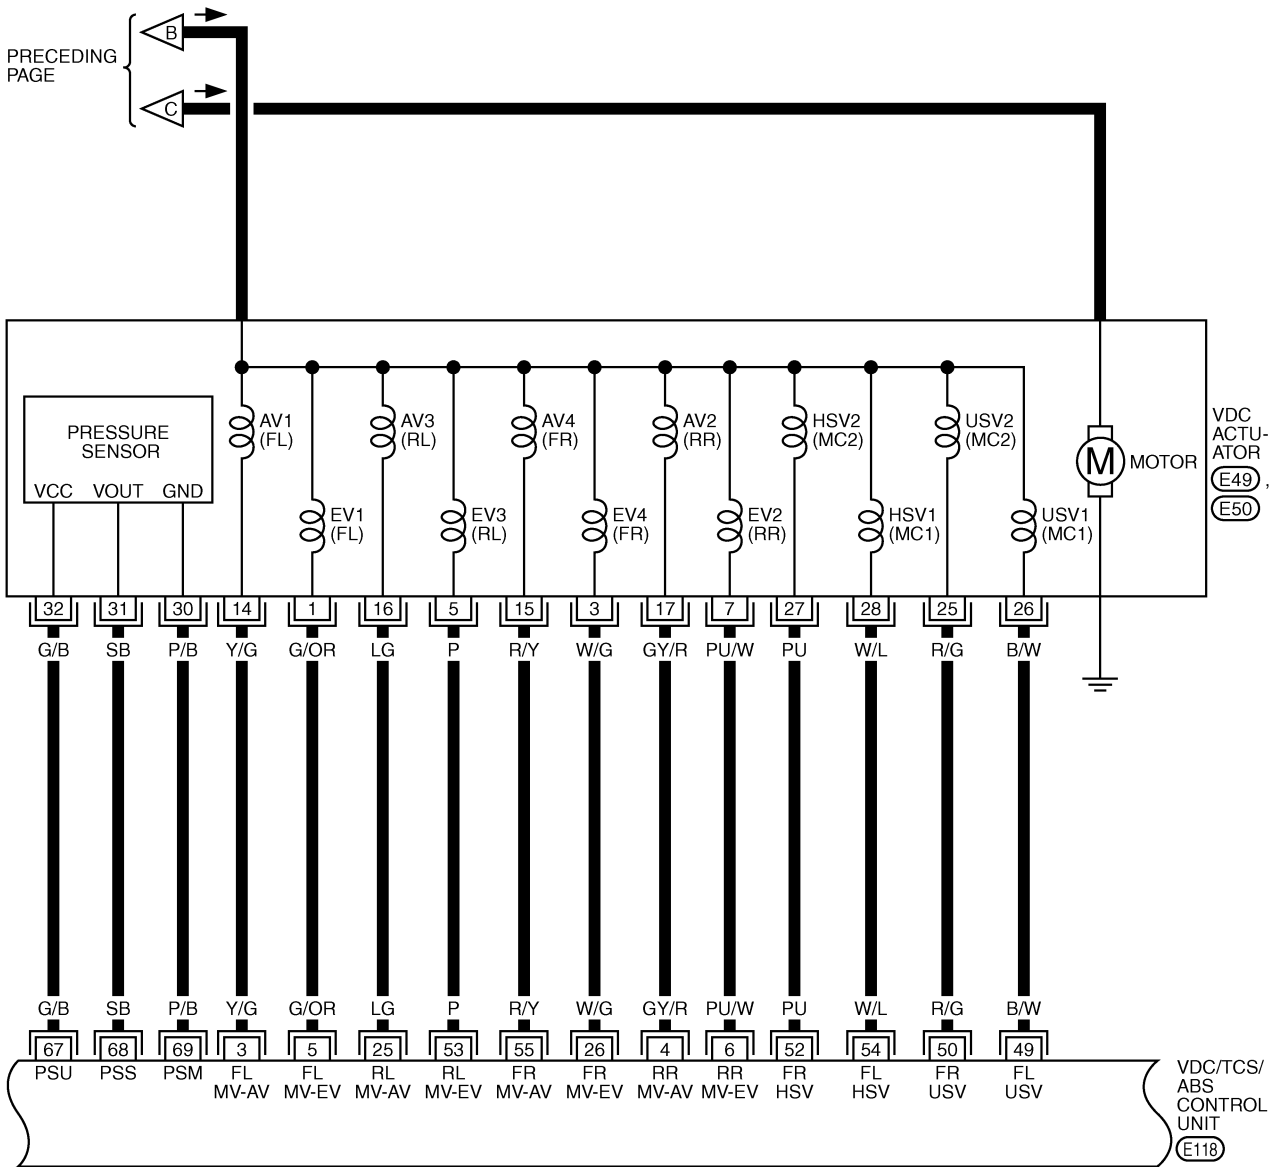 B
PRECEDING
PAGE
C
AV1
(FL)
AV3
(RL)
AV4
(FR)
AV2
(RR)
HSV2
(MC2)
USV2
(MC2)
VDC
ACTU-
ATOR
E49 ,
E50
PRESSURE
SENSOR
M
MOTOR
VCC VOUT GND
EV1
(FL)
EV3
(RL)
EV4
(FR)
EV2
(RR)
HSV1
(MC1)
USV1
(MC1)
32 31 30 14 1 16 5 15 3 17 7 27 28 25 26
G/B SB P/B Y/G G/OR LG P R/Y W/G GY/R PU/W PU W/L R/G B/W
G/B SB P/B Y/G G/OR LG P R/Y W/G GY/R PU/W PU W/L R/G B/W
67 68 69 3 5 25 53 55 26 4 6 52 54 50 49
PSU PSS PSM FL FL RL RL FR FR RR RR FR FL FR FL
MV-AV MV-EV MV-AV MV-EV MV-AV MV-EV MV-AV MV-EV HSV HSV USV USV
VDC/TCS/
ABS
CONTROL
UNIT
E118